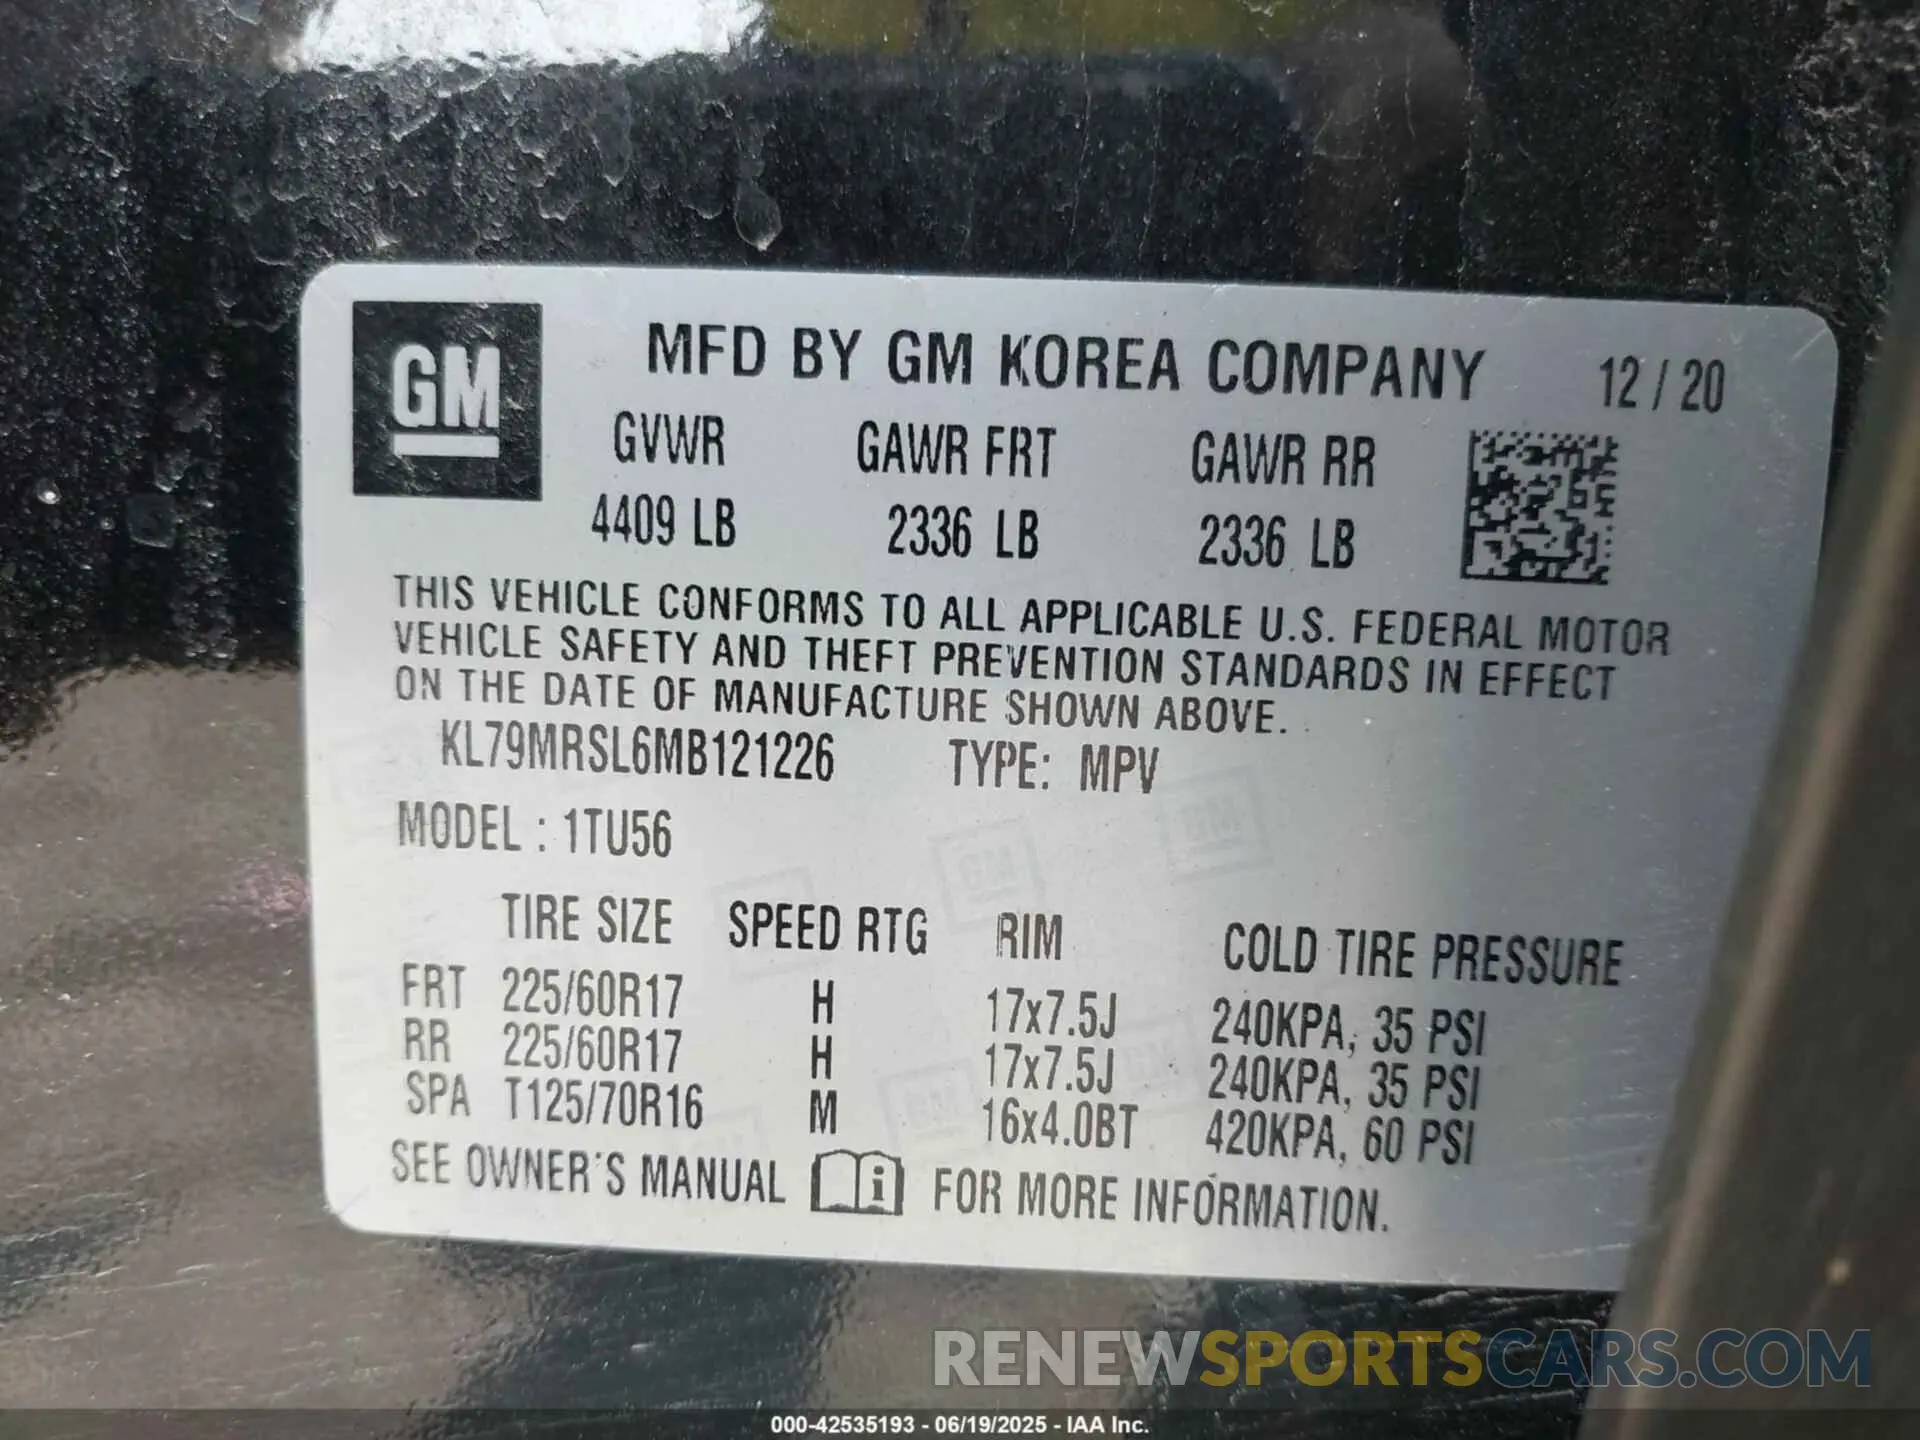 GM
MFD BY GM KOREA COMPANY 12 / 20
GVWR GAWR FRT GAWR RR
4409 LB 2336 LB 2336 LB
THIS VEHICLE CONFORMS TO ALL APPLICABLE U.S. FEDERAL MOTOR
VEHICLE SAFETY AND THEFT PREVENTION STANDARDS IN EFFECT
ON THE DATE OF MANUFACTURE SHOWN ABOVE.
KL79MRSL6MB121226 TYPE: MPV
MODEL : 1TU56
TIRE SIZE SPEED RTG RIM COLD TIRE PRESSURE
FRT 225/60R17 H 17x7.5J 240KPA, 35 PSI
RR 225/60R17 H 17x7.5J 240KPA, 35 PSI
SPA T125/70R16 M 16x4.0BT 420KPA, 60 PSI
SEE OWNER'S MANUAL i FOR MORE INFORMATION.
RENEWSPORTSCARS.COM
000-42535193 - 06/19/2025 - IAA Inc.